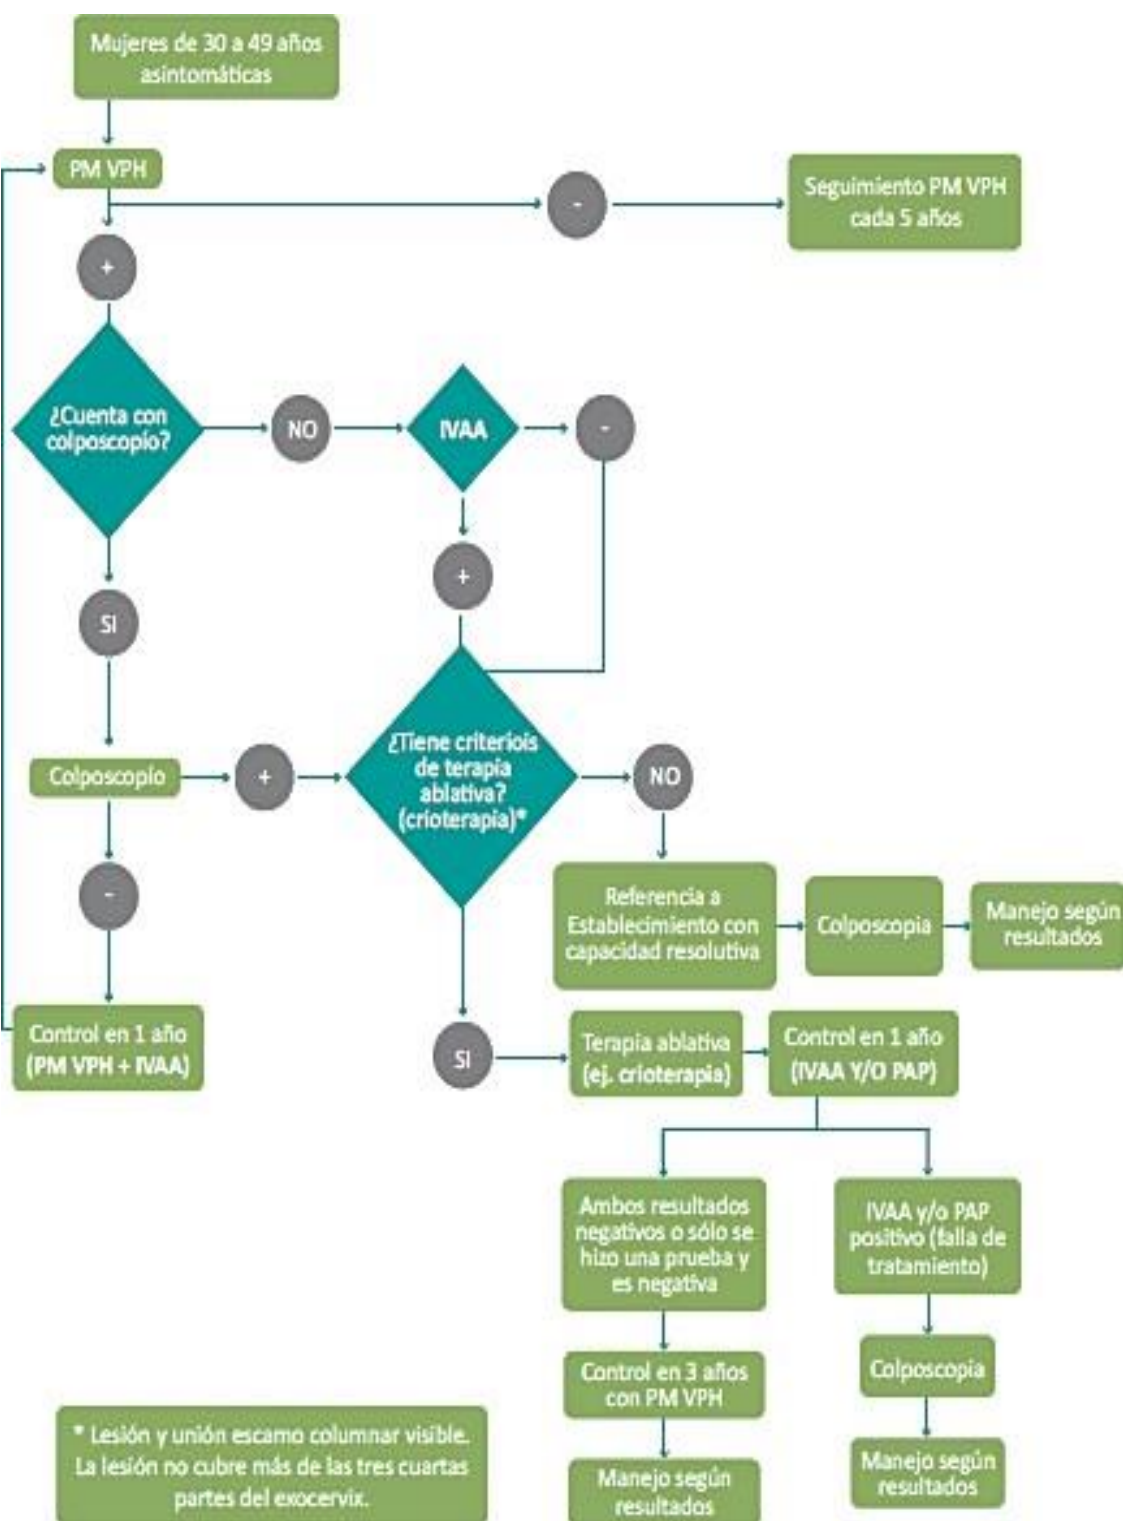 Mujeres de 30 a 49 años
asintomáticas
PM VPH
-
Seguimiento PM VPH
cada 5 años
+
¿Cuenta con
colposcopío?
NO
IVAA
-
+
SI
Colposcopío
+
¿Tiene criteriois
de terapia
ablativa?
(crioterapia)*
NO
-
Referencia a
Establecimiento con
capacidad resolutiva
Colposcopia
Manejo según
resultados
Control en 1 año
(PM VPH + IVAA)
SI
Terapia ablativa
(ej. crioterapia)
Control en 1 año
(IVAA Y/O PAP)
Ambos resultados
negativos o sólo se
hizo una prueba y
es negativa
IVAA y/o PAP
positivo (falla de
tratamiento)
Control en 3 años
con PM VPH
Colposcopia
Manejo según
resultados
Manejo según
resultados
* Lesión y unión escamo columnar visible.
La lesión no cubre más de las tres cuartas
partes del exocervix.